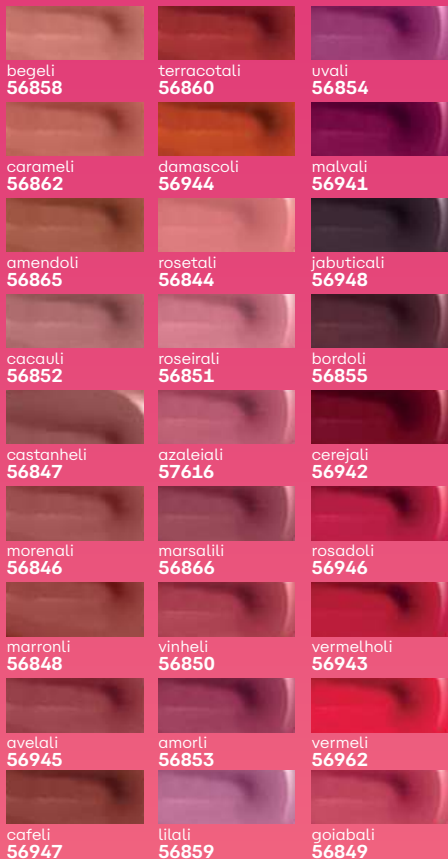 begeli
56858
terracotali
56860
uvali
56854
carameli
56862
damascoli
56944
malvali
56941
amendoli
56865
rosetali
56844
jabuticali
56948
cacauli
56852
roseirali
56851
bordoli
56855
castanheli
56847
azaleiali
57616
cerejali
56942
morenali
56846
marsalili
56866
rosadoli
56946
marronli
56848
vinheli
56850
vermelholi
56943
avelali
56945
amorli
56853
vermeli
56962
cafeli
56947
lilali
56859
goiabali
56849